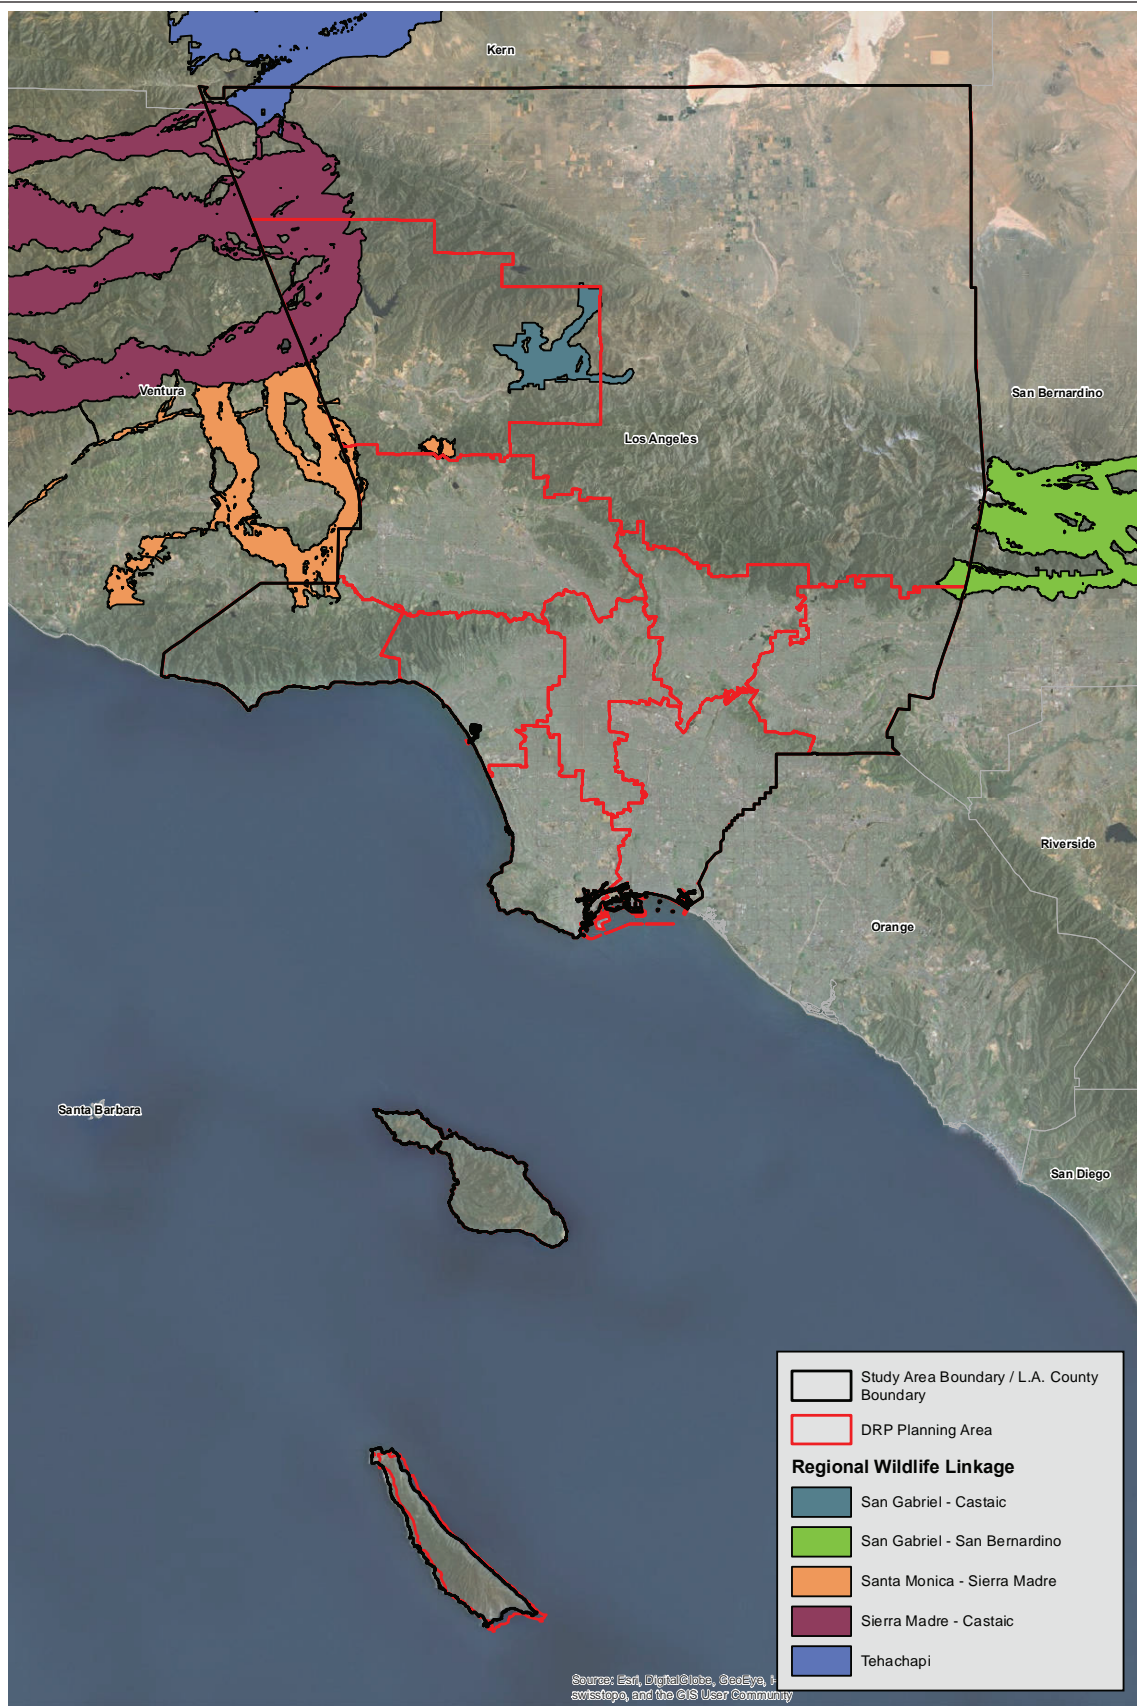 Kern
Ventura
San Bernardino
Los Angeles
Riverside
Orange
Santa Barbara
San Diego
Study Area Boundary / L.A. County
Boundary
DRP Planning Area
Regional Wildlife Linkage
San Gabriel - Castaic
San Gabriel - San Bernardino
Santa Monica - Sierra Madre
Sierra Madre - Castaic
Tehachapi
Source: Esri, DigitalGlobe, GeoEye,
swisstopo, and the GIS User Community